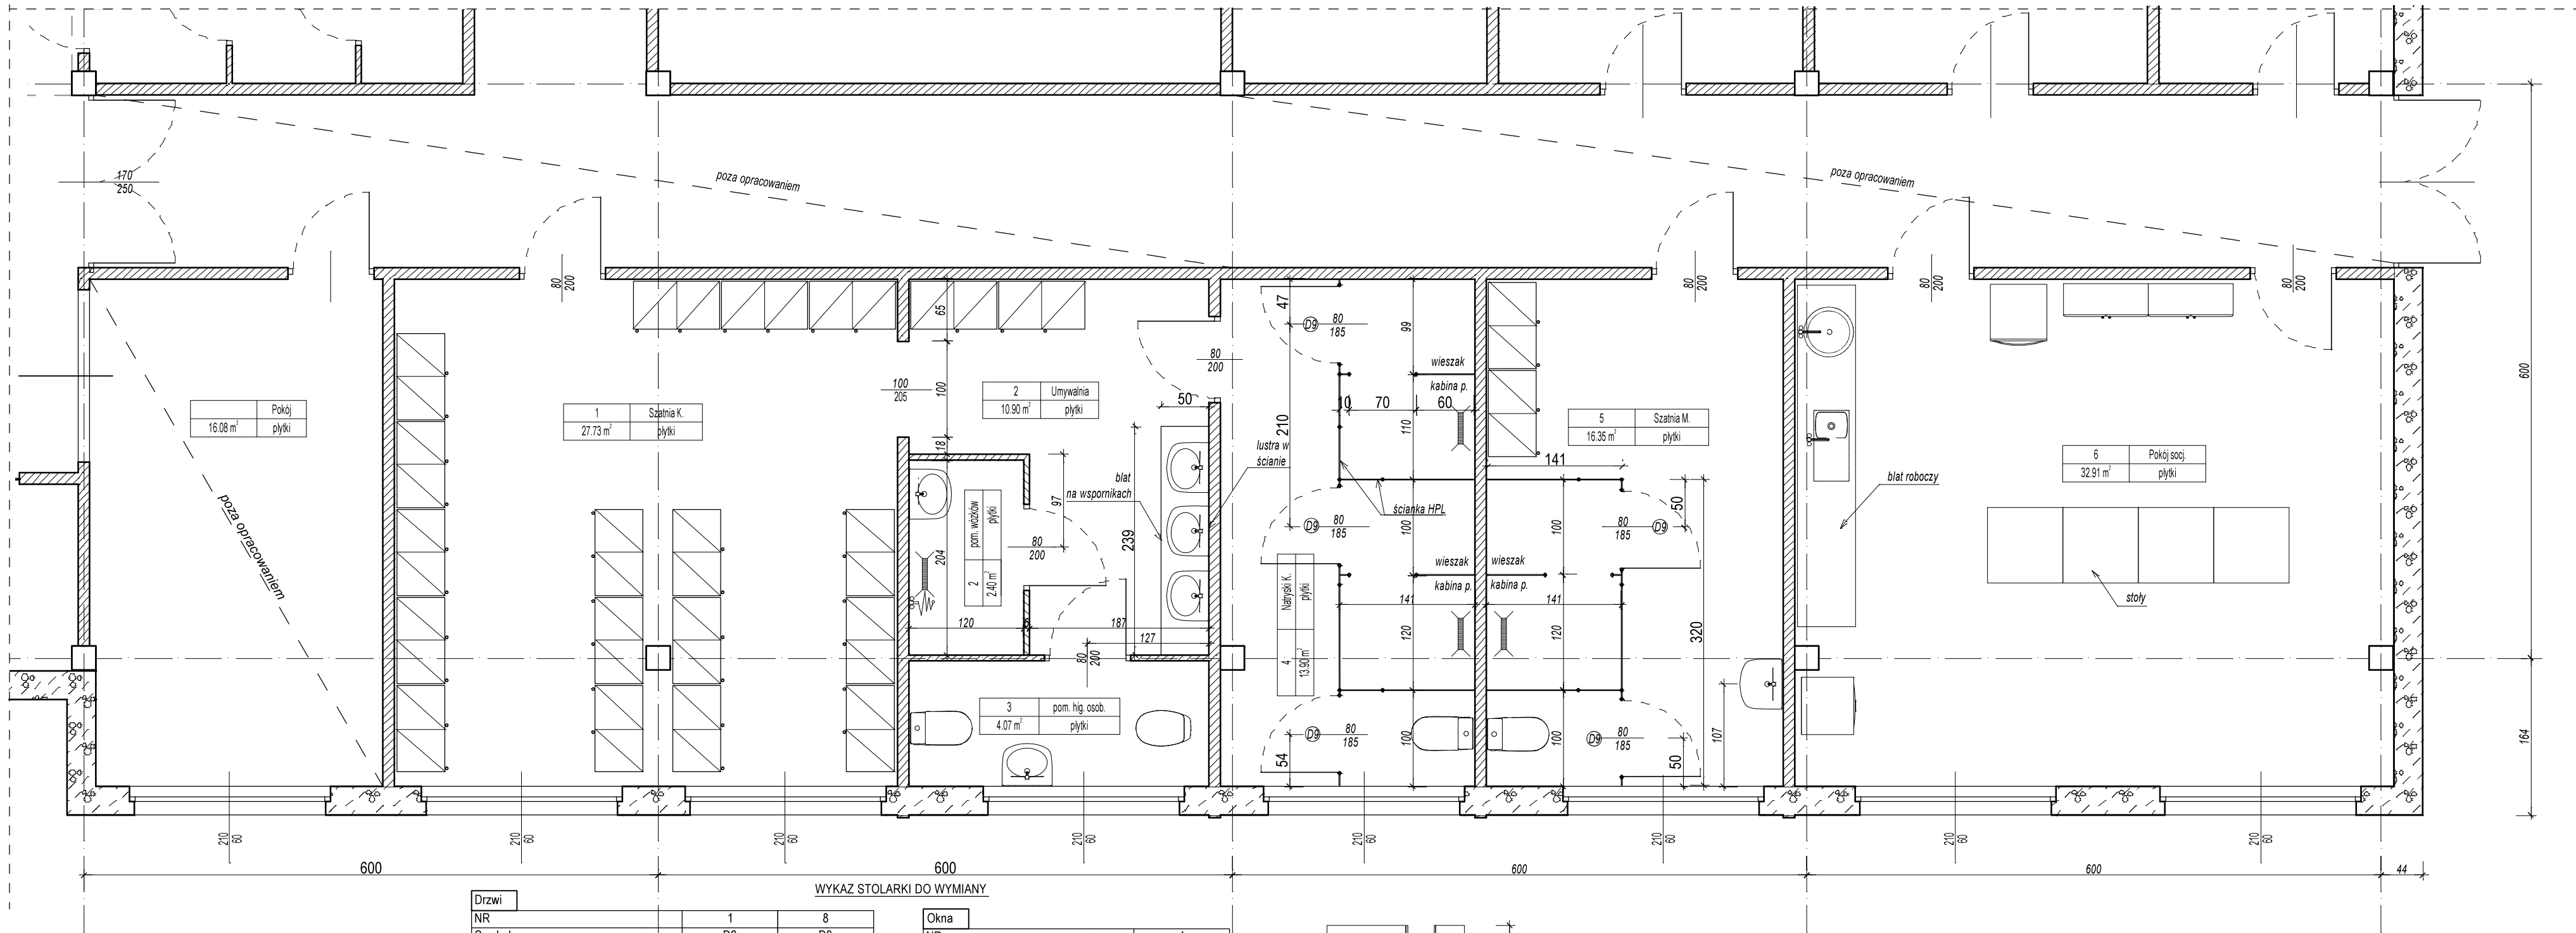 170
250
poza opracowaniem
poza opracowaniem
80
200
80
200
80
200
80
200
65
47
D9 80
185
99
wieszak
kabina p.
80
200
600
Pokój
16.08 m² płytki
1 Szatnia K.
27.73 m² płytki
100
205
100
2 Umywalnia
10.90 m² płytki
50
10 70 60
210
110
5 Szatnia M.
16.35 m² płytki
18
lustra w
ścianie
141
6 Pokój socj.
32.91 m² płytki
blat
na wspornikach
97
blat roboczy
poza opracowaniem
2 pom. wózków
2.40 m² płytki
204
80
200
239
D9 80
185
ścianka HPL
100
100
80
185 D9
50
wieszak
kabina p.
wieszak
kabina p.
4 Natryski K.
13.90 m² płytki
141
141
stoły
120
187
127
80
200
120
120
320
3 pom. hig. osob.
4.07 m² płytki
D9 80
185
54
100
100
D9 80
185
50
107
164
210
60
210
60
210
60
210
60
210
60
210
60
210
60
210
60
600
600
600
600
44
WYKAZ STOLARKI DO WYMIANY
Drzwi
NR 1 8
Okna